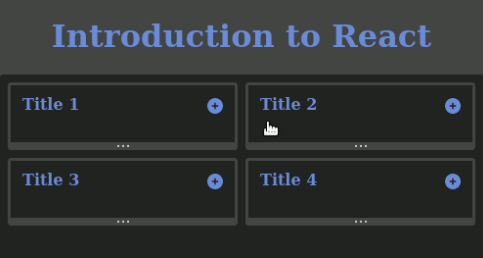 Introduction to React
Title 1
Title 2
...
...
Title 3
Title 4
...
...